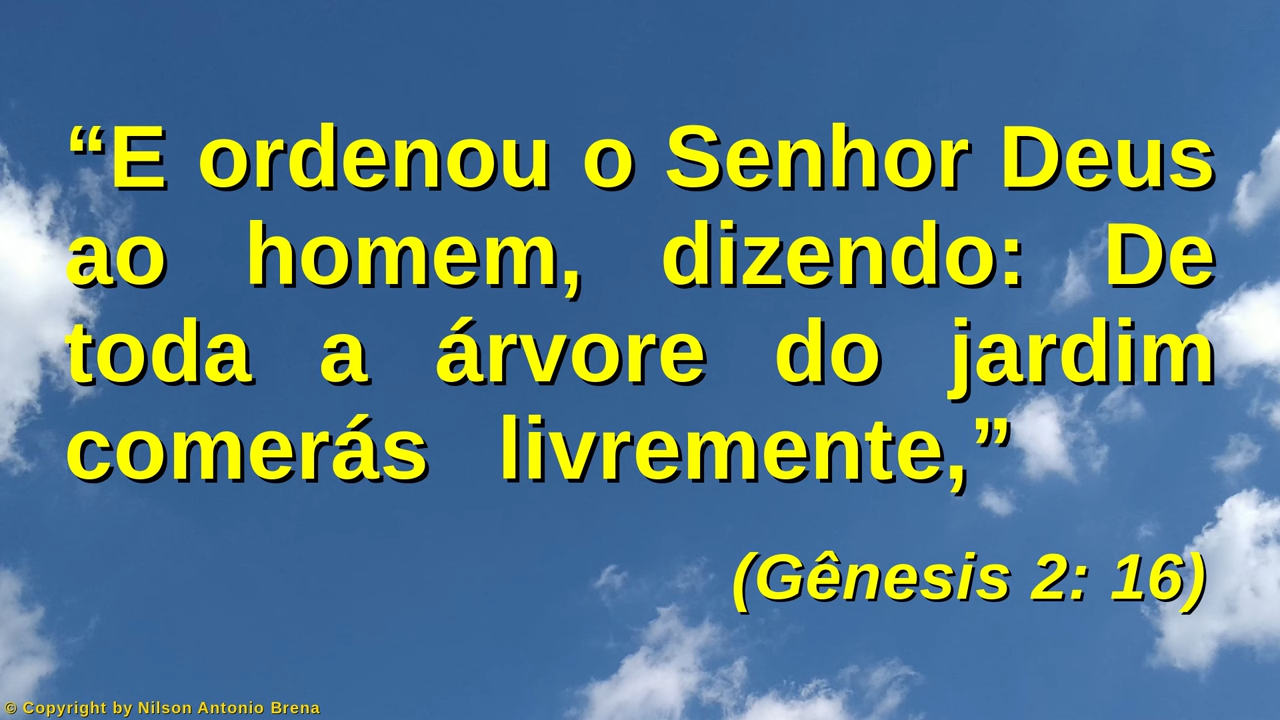 “E ordenou o Senhor Deus
ao homem, dizendo: De
toda a árvore do jardim
comerás livremente,”
(Gênesis 2: 16)
© Copyright by Nilson Antonio Brena